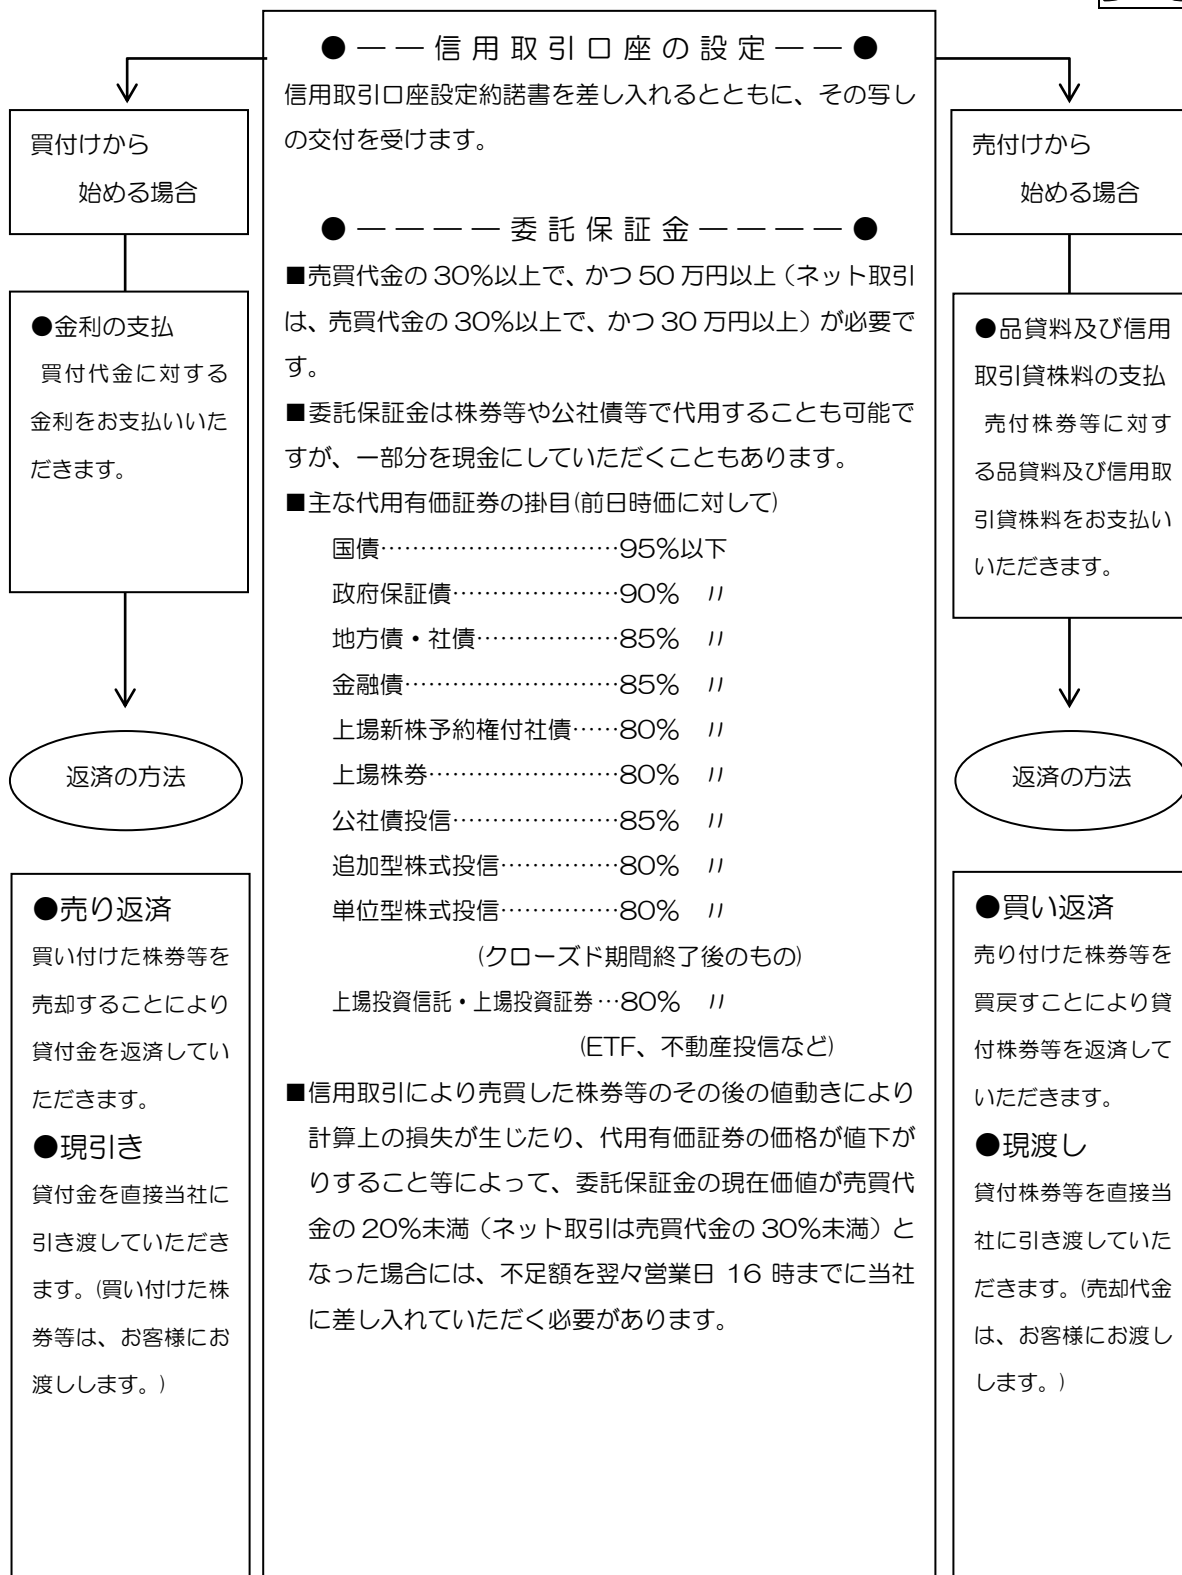 ●――信用取引口座の設定――●
信用取引口座設定約諾書を差し入れるとともに、その写し
の交付を受けます。
●――――委託保証金――――●
■売買代金の30%以上で、かつ50万円以上（ネット取引
は、売買代金の30%以上で、かつ30万円以上）が必要で
す。
■委託保証金は株券等や公社債等で代用することも可能で
すが、一部分を現金にしていただくこともあります。
■主な代用有価証券の掛目(前日時価に対して)
国債…………………………95%以下
政府保証債…………………90% 〃
地方債・社債………………85% 〃
金融債………………………85% 〃
上場新株予約権付社債……80% 〃
上場株券……………………80% 〃
公社債投信…………………85% 〃
追加型株式投信……………80% 〃
単位型株式投信……………80% 〃
(クローズド期間終了後のもの)
上場投資信託・上場投資証券…80% 〃
(ETF、不動産投信など)
■信用取引により売買した株券等のその後の値動きにより
計算上の損失が生じたり、代用有価証券の価格が値下が
りすること等によって、委託保証金の現在価値が売買代
金の20%未満（ネット取引は売買代金の30%未満）と
なった場合には、不足額を翌々営業日 16 時までに当社
に差し入れていただく必要があります。
買付けから
始める場合
●金利の支払
買付代金に対する
金利をお支払いいた
だきます。
返済の方法
●売り返済
買い付けた株券等を
売却することにより
貸付金を返済してい
ただきます。
●現引き
貸付金を直接当社に
引き渡していただき
ます。(買い付けた株
券等は、お客様にお
渡しします。)
売付けから
始める場合
●品貸料及び信用
取引貸株料の支払
売付株券等に対す
る品貸料及び信用取
引貸株料をお支払い
いただきます。
返済の方法
●買い返済
売り付けた株券等を
買戻すことにより貸
付株券等を返済して
いただきます。
●現渡し
貸付株券等を直接当
社に引き渡していた
だきます。(売却代金
は、お客様にお渡し
します。)